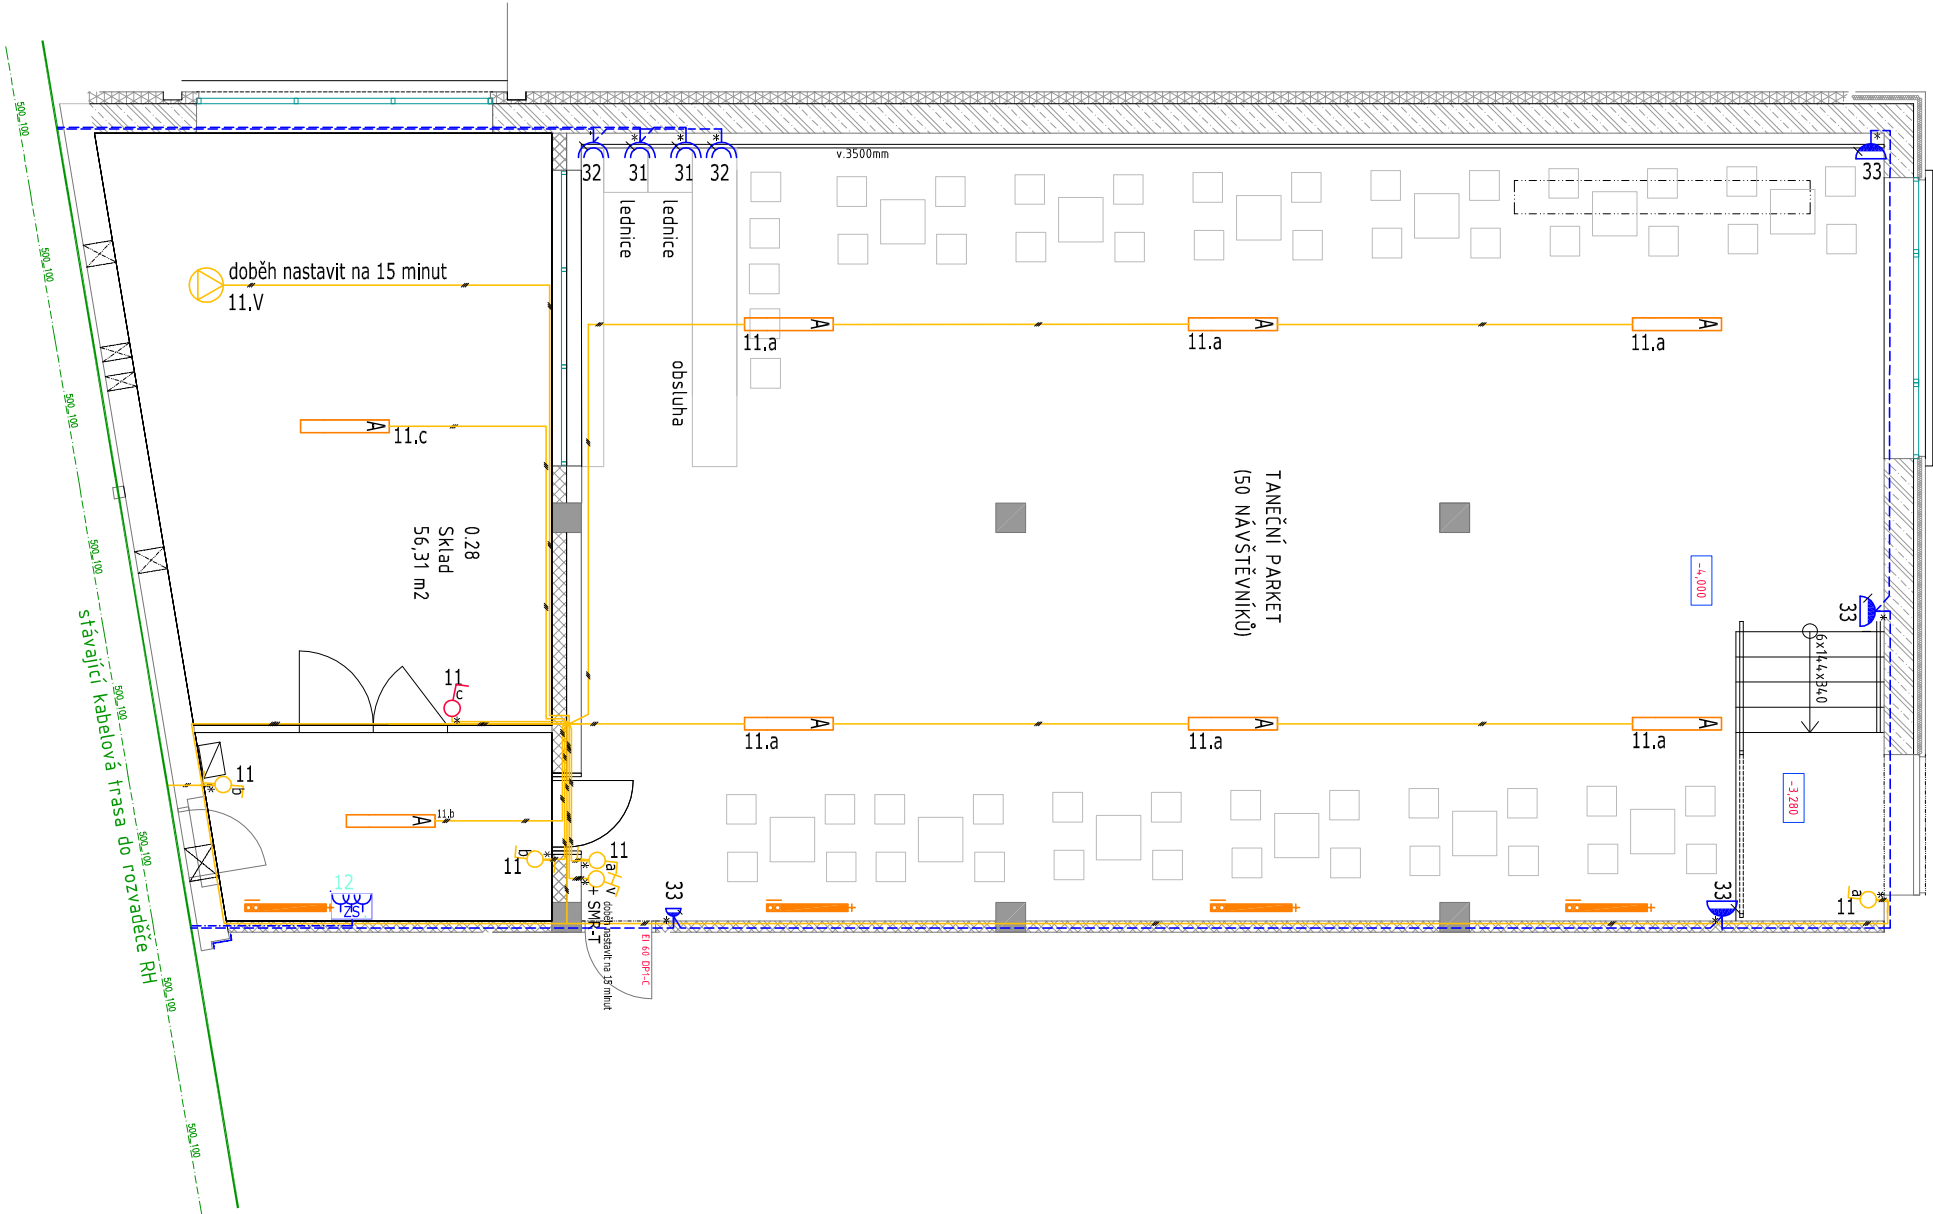 500_100
500_100
500_100
500_100
500_100
500_100
500_100
500_100
stávající kabelová trasa do rozvaděče RH
v.3500mm
32
31
31
32
33
lednice
lednice
obsluha
doběh nastavit na 15 minut
11.V
A
11.a
A
11.a
A
11.a
A
11.c
0.28
Sklad
56,31 m2
TANEČNÍ PARKET
(50 NÁVŠTĚVNÍKŮ)
-4,000
33
6x144x340
-3,280
11
c
A
11.a
A
11.a
A
11.a
11
b
A
11.b
b
11
11
a
V
+ SMR-T
doběh nastavit na 15 minut
EI 60 DP1-C
12
ZS1
33
33
a
11